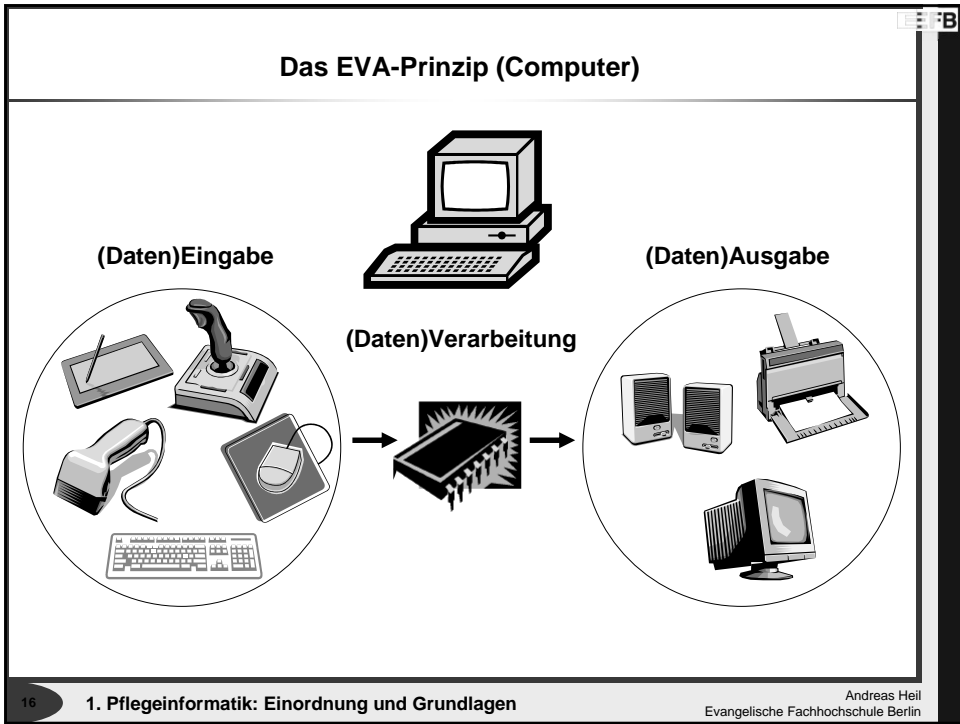 EFB
Das EVA-Prinzip (Computer)
(Daten)Eingabe
(Daten)Ausgabe
(Daten)Verarbeitung
16
1. Pflegeinformatik: Einordnung und Grundlagen
Andreas Heil
Evangelische Fachhochschule Berlin